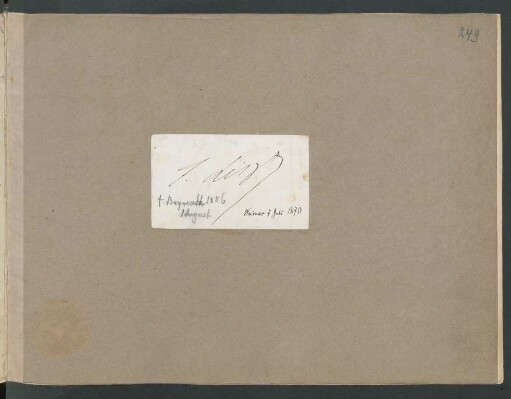 249
F. Liszt
† Bayreuth 1886
August
Weimar 7 Juli 1870